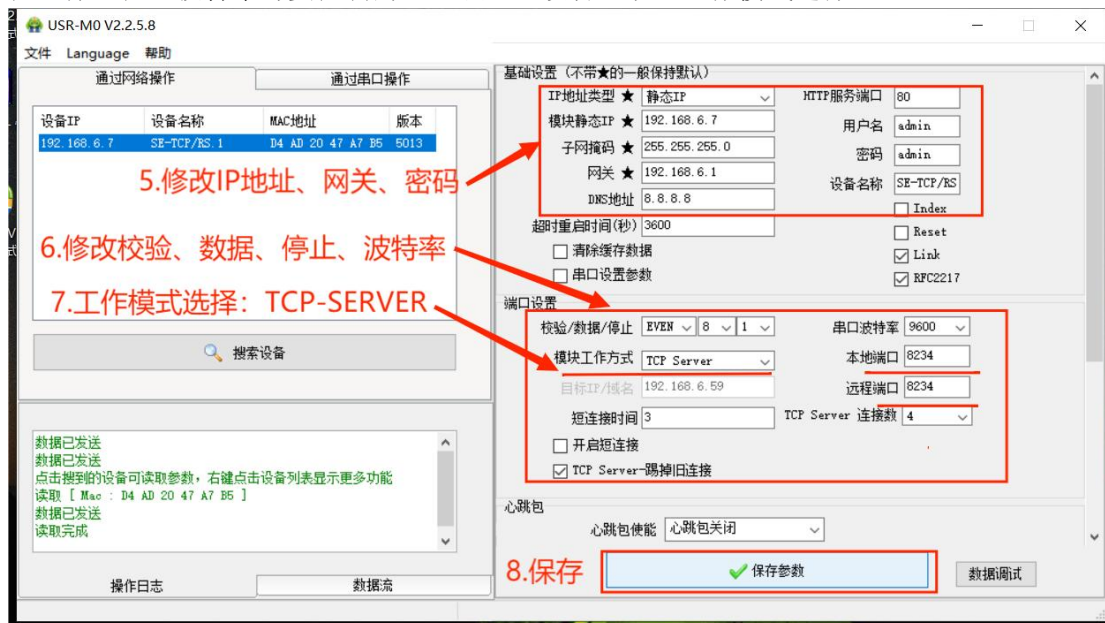 USR-M0 V2.2.5.8
文件 Language 帮助
通过网络操作 通过串口操作
设备IP 设备名称 MAC地址 版本
192.168.6.7 SE-TCP/RS.1 D4 AD 20 47 A7 B5 5013
5.修改IP地址、网关、密码
6.修改校验、数据、停止、波特率
7.工作模式选择：TCP-SERVER
搜索设备
数据已发送
数据已发送
点击搜到的设备可读取参数，右键点击设备列表显示更多功能
读取 [ Mac : D4 AD 20 47 A7 B5 ]
数据已发送
读取完成
操作日志 数据流
基础设置 (不带★的一般保持默认)
IP地址类型 ★ 静态IP HTTP服务端口 80
模块静态IP ★ 192.168.6.7 用户名 admin
子网掩码 ★ 255.255.255.0 密码 admin
网关 ★ 192.168.6.1 设备名称 SE-TCP/RS
DNS地址 8.8.8.8 Index
超时重启时间(秒) 3600 Reset
清除缓存数据 Link
串口设置参数 RFC2217
端口设置
校验/数据/停止 EVEN 8 1 串口波特率 9600
模块工作方式 TCP Server 本地端口 8234
目标IP/域名 192.168.6.59 远程端口 8234
短连接时间 3 TCP Server 连接数 4
开启短连接
TCP Server-踢掉旧连接
心跳包
心跳包使能 心跳包关闭
8.保存 保存参数 数据调试